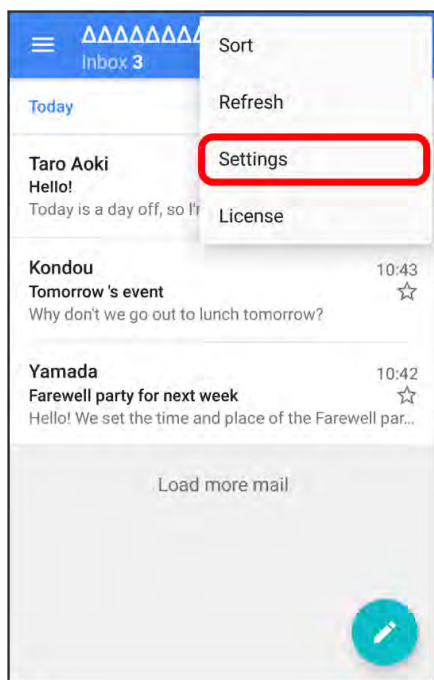 ΔΔΔΔΔΔΔΔ
Inbox 3
Sort
Refresh
Settings
License
Today
Taro Aoki
Hello!
Today is a day off, so I'
Kondou 10:43
Tomorrow 's event
Why don't we go out to lunch tomorrow?
Yamada 10:42
Farewell party for next week
Hello! We set the time and place of the Farewell par...
Load more mail